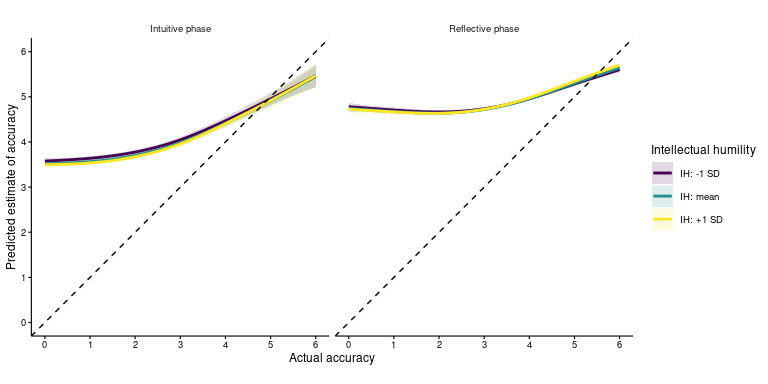 Intuitive phase
Reflective phase
Predicted estimate of accuracy
6
5
4
3
2
1
0
0 1 2 3 4 5 6
0 1 2 3 4 5 6
Actual accuracy
Intellectual humility
IH: -1 SD
IH: mean
IH: +1 SD